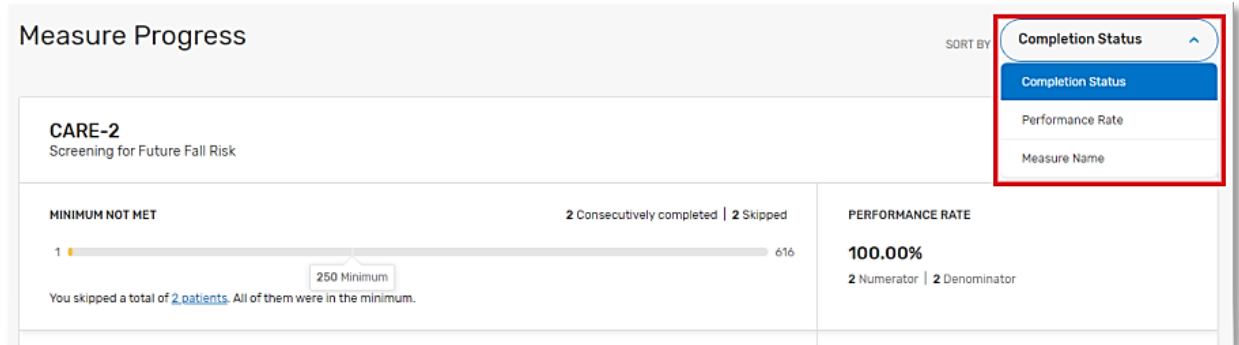 Measure Progress
SORT BY
Completion Status
Completion Status
Performance Rate
Measure Name
CARE-2
Screening for Future Fall Risk
MINIMUM NOT MET
2 Consecutively completed | 2 Skipped
1
616
250 Minimum
You skipped a total of 2 patients. All of them were in the minimum.
PERFORMANCE RATE
100.00%
2 Numerator | 2 Denominator